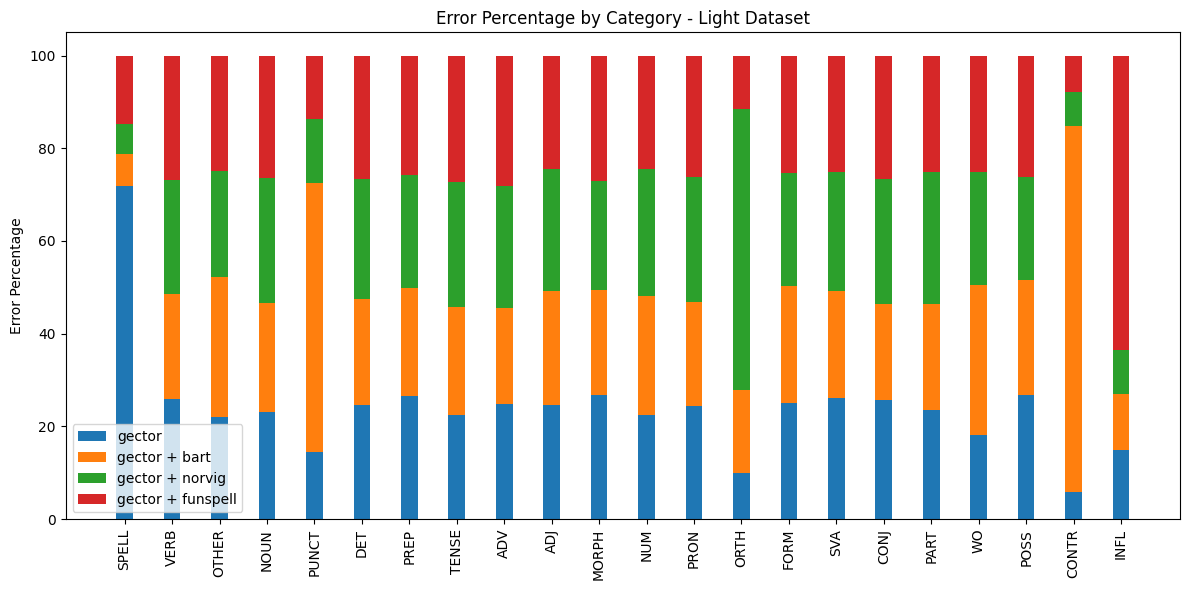 Error Percentage by Category - Light Dataset
Error Percentage
100
80
60
40
20
0
gector
gector + bart
gector + norvig
gector + funspell
SPELL
VERB
OTHER
NOUN
PUNCT
DET
PREP
TENSE
ADV
ADJ
MORPH
NUM
PRON
ORTH
FORM
SVA
CONJ
PART
WO
POSS
CONTR
INFL